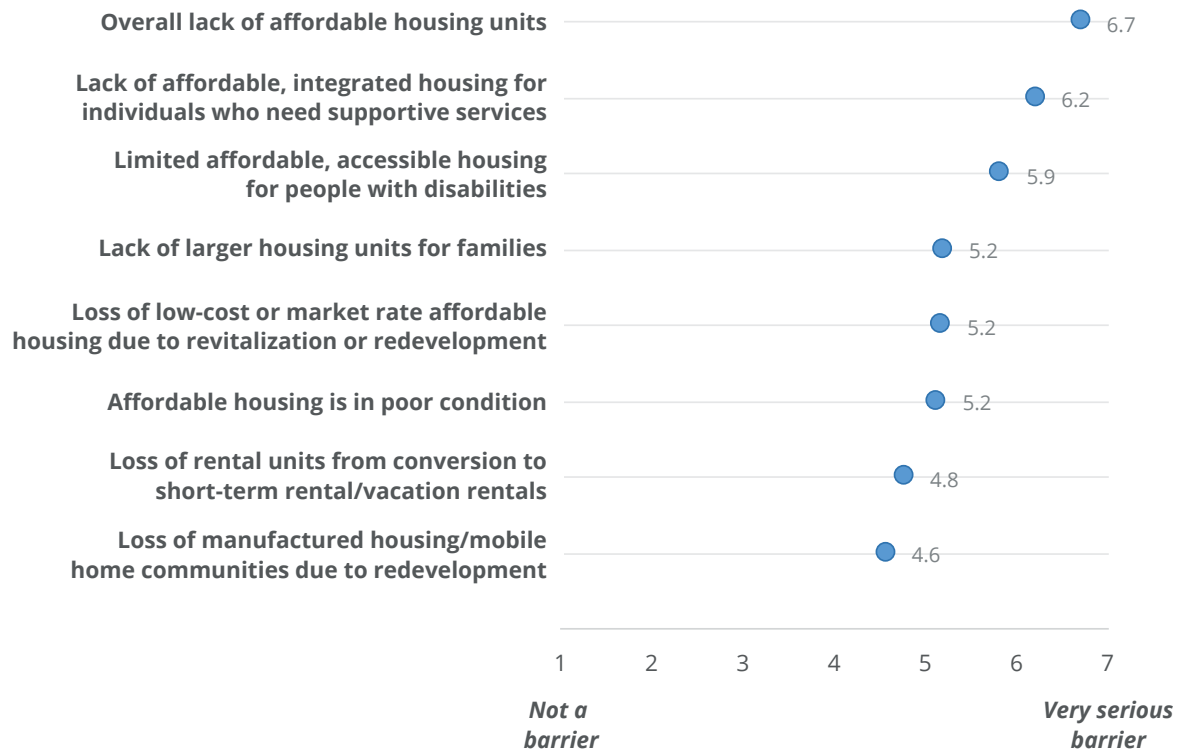 Overall lack of affordable housing units
6.7
Lack of affordable, integrated housing for
individuals who need supportive services
6.2
Limited affordable, accessible housing
for people with disabilities
5.9
Lack of larger housing units for families
5.2
Loss of low-cost or market rate affordable
housing due to revitalization or redevelopment
5.2
Affordable housing is in poor condition
5.2
Loss of rental units from conversion to
short-term rental/vacation rentals
4.8
Loss of manufactured housing/mobile
home communities due to redevelopment
4.6
1 2 3 4 5 6 7
Not a
barrier
Very serious
barrier